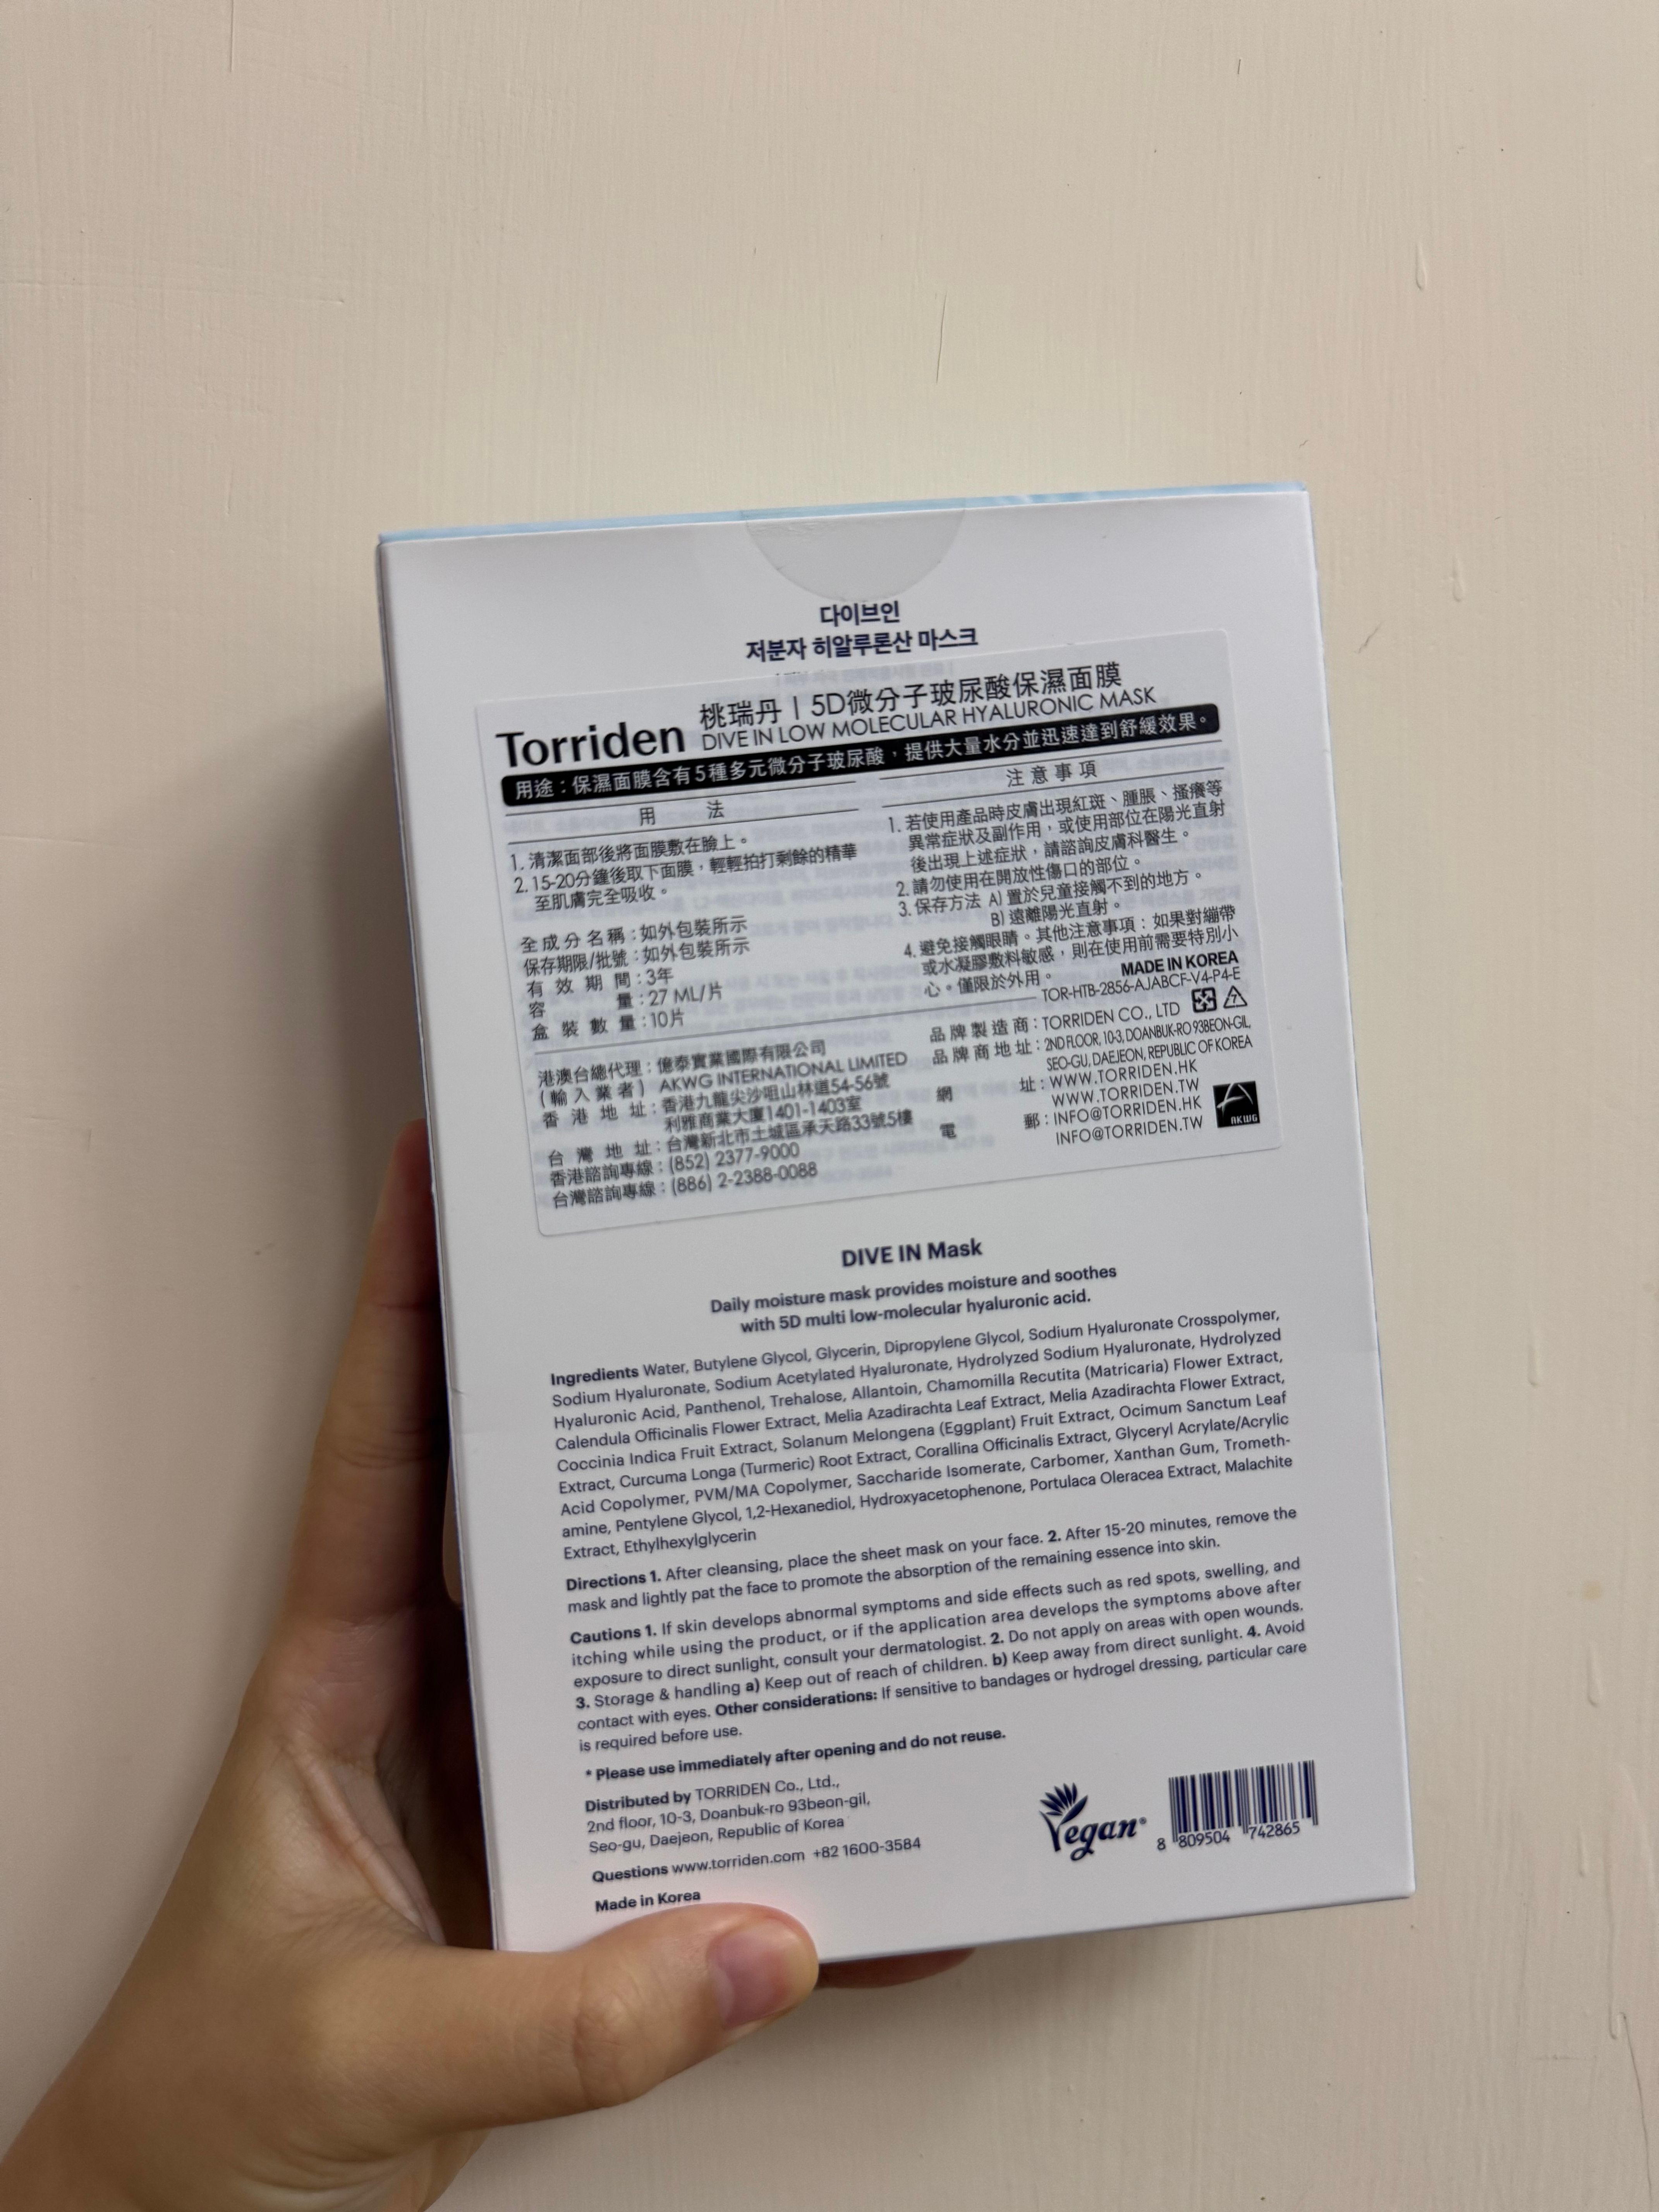 다이브인
저분자 히알루론산 마스크
Torriden
桃瑞丹 | 5D微分子玻尿酸保濕面膜
DIVE IN LOW MOLECULAR HYALURONIC MASK
用途：保濕面膜含有5種多元微分子玻尿酸，提供大量水分並迅速達到舒緩效果。
用 法
1. 清潔面部後將面膜敷在臉上。
2. 15-20分鐘後取下面膜，輕輕拍打剩餘的精華
至肌膚完全吸收。
全成分名稱：如外包裝所示
保存期限/批號：如外包裝所示
有效期間：3年
容量：27 ML/片
盒裝數量：10片
注意事項
1. 若使用產品時皮膚出現紅斑、腫脹、搔癢等
異常症狀及副作用，或使用部位在陽光直射
後出現上述症狀，請諮詢皮膚科醫生。
2. 請勿使用在開放性傷口的部位。
3. 保存方法 A) 置於兒童接觸不到的地方。
B) 遠離陽光直射。
4. 避免接觸眼睛。其他注意事項：如果對繃帶
或水凝膠敷料敏感，則在使用前需要特別小
心。僅限於外用。
MADE IN KOREA
TOR-HTB-2856-AJABCF-V4-P4-E
港澳台總代理：億泰實業國際有限公司
(輸入業者) AKWG INTERNATIONAL LIMITED
香港地址：香港九龍尖沙咀山林道54-56號
利雅商業大廈1401-1403室
台灣地址：台灣新北市土城區承天路33號5樓
香港諮詢專線：(852) 2377-9000
台灣諮詢專線：(886) 2-2388-0088
品牌製造商：TORRIDEN CO., LTD
7
品牌商地址：2ND FLOOR, 10-3, DOANBUK-RO 93BEON-GIL,
SEO-GU, DAEJEON, REPUBLIC OF KOREA
網址：WWW.TORRIDEN.HK
WWW.TORRIDEN.TW
電郵：INFO@TORRIDEN.HK
INFO@TORRIDEN.TW
AKWG
DIVE IN Mask
Daily moisture mask provides moisture and soothes
with 5D multi low-molecular hyaluronic acid.
Ingredients Water, Butylene Glycol, Glycerin, Dipropylene Glycol, Sodium Hyaluronate Crosspolymer,
Sodium Hyaluronate, Sodium Acetylated Hyaluronate, Hydrolyzed Sodium Hyaluronate, Hydrolyzed
Hyaluronic Acid, Panthenol, Trehalose, Allantoin, Chamomilla Recutita (Matricaria) Flower Extract,
Calendula Officinalis Flower Extract, Melia Azadirachta Leaf Extract, Melia Azadirachta Flower Extract,
Coccinia Indica Fruit Extract, Solanum Melongena (Eggplant) Fruit Extract, Ocimum Sanctum Leaf
Extract, Curcuma Longa (Turmeric) Root Extract, Corallina Officinalis Extract, Glyceryl Acrylate/Acrylic
Acid Copolymer, PVM/MA Copolymer, Saccharide Isomerate, Carbomer, Xanthan Gum, Trometh-
amine, Pentylene Glycol, 1,2-Hexanediol, Hydroxyacetophenone, Portulaca Oleracea Extract, Malachite
Extract, Ethylhexylglycerin
Directions 1. After cleansing, place the sheet mask on your face. 2. After 15-20 minutes, remove the
mask and lightly pat the face to promote the absorption of the remaining essence into skin.
Cautions 1. If skin develops abnormal symptoms and side effects such as red spots, swelling, and
itching while using the product, or if the application area develops the symptoms above after
exposure to direct sunlight, consult your dermatologist. 2. Do not apply on areas with open wounds.
3. Storage & handling a) Keep out of reach of children. b) Keep away from direct sunlight. 4. Avoid
contact with eyes. Other considerations: If sensitive to bandages or hydrogel dressing, particular care
is required before use.
* Please use immediately after opening and do not reuse.
Distributed by TORRIDEN Co., Ltd.,
2nd floor, 10-3, Doanbuk-ro 93beon-gil,
Seo-gu, Daejeon, Republic of Korea
Questions www.torriden.com +82 1600-3584
Made in Korea
Vegan
8 809504 742865